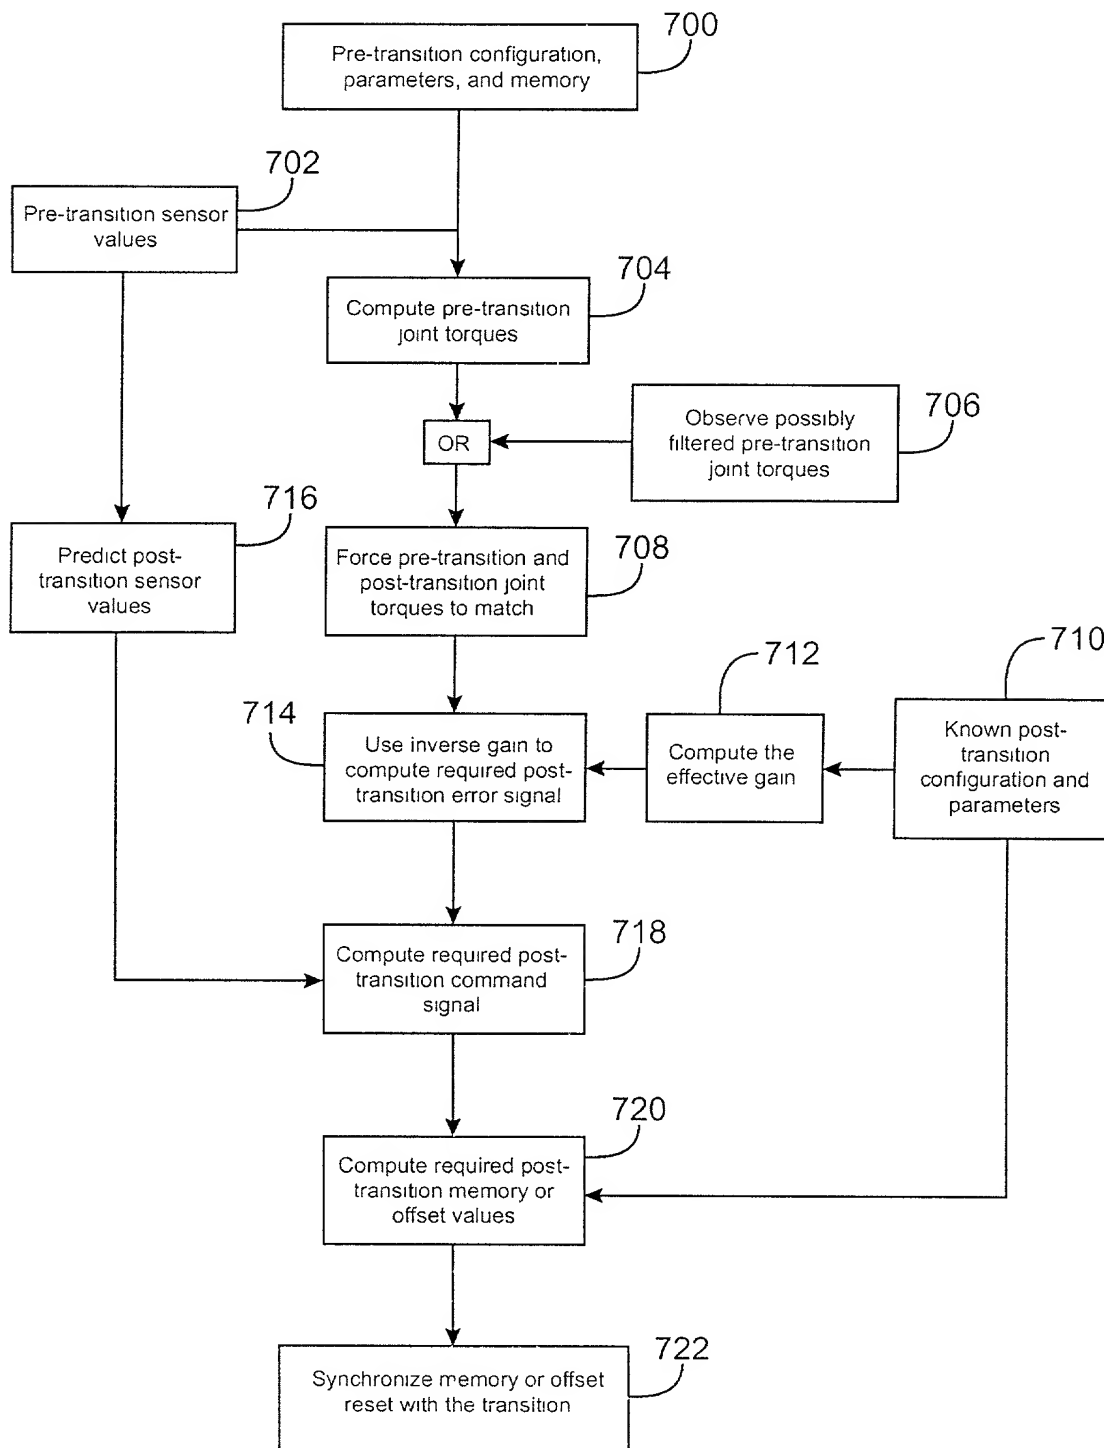 700
Pre-transition configuration,
parameters, and memory
702
Pre-transition sensor
values
704
Compute pre-transition
joint torques
706
Observe possibly
filtered pre-transition
joint torques
OR
716
Predict post-
transition sensor
values
708
Force pre-transition and
post-transition joint
torques to match
710
Known post-
transition
configuration and
parameters
712
Compute the
effective gain
714
Use inverse gain to
compute required post-
transition error signal
718
Compute required post-
transition command
signal
720
Compute required post-
transition memory or
offset values
722
Synchronize memory or offset
reset with the transition